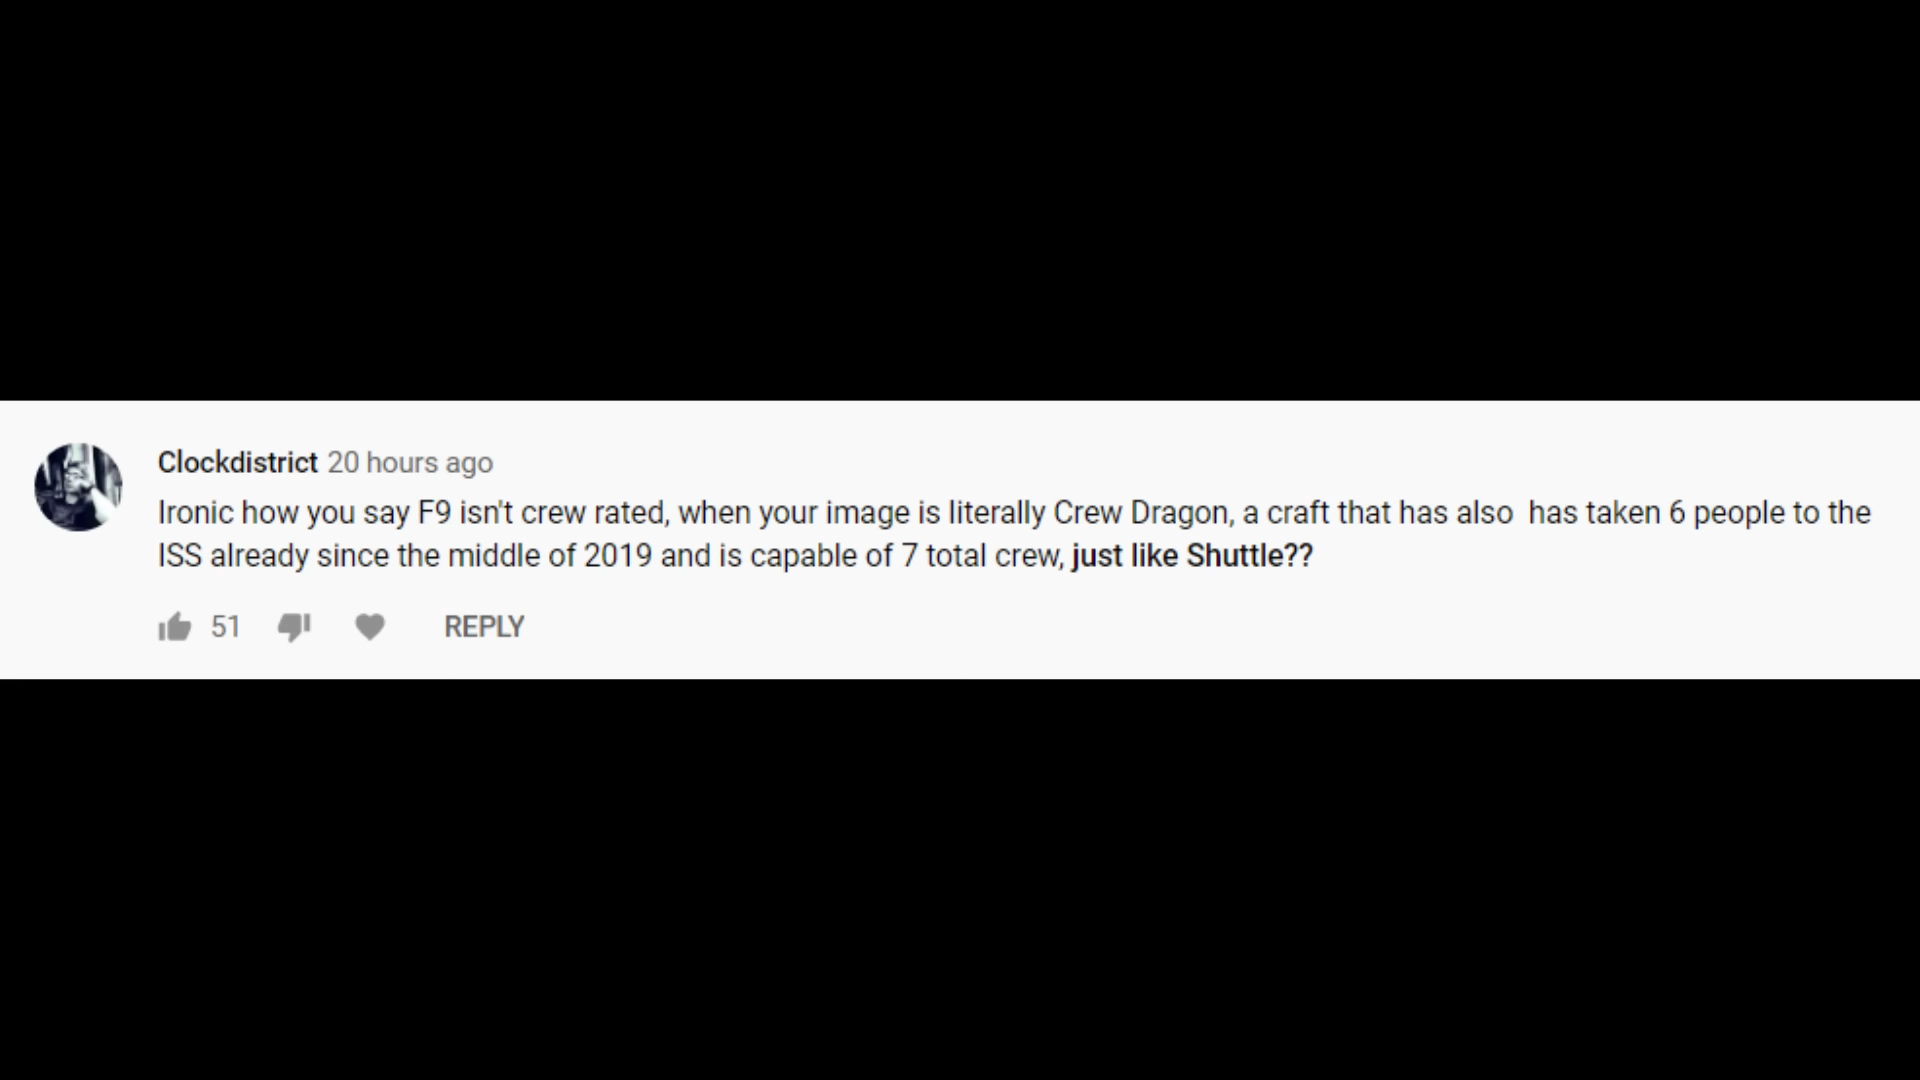 Clockdistrict 20 hours ago
Ironic how you say F9 isn't crew rated, when your image is literally Crew Dragon, a craft that has also  has taken 6 people to the
ISS already since the middle of 2019 and is capable of 7 total crew, just like Shuttle??
51 REPLY